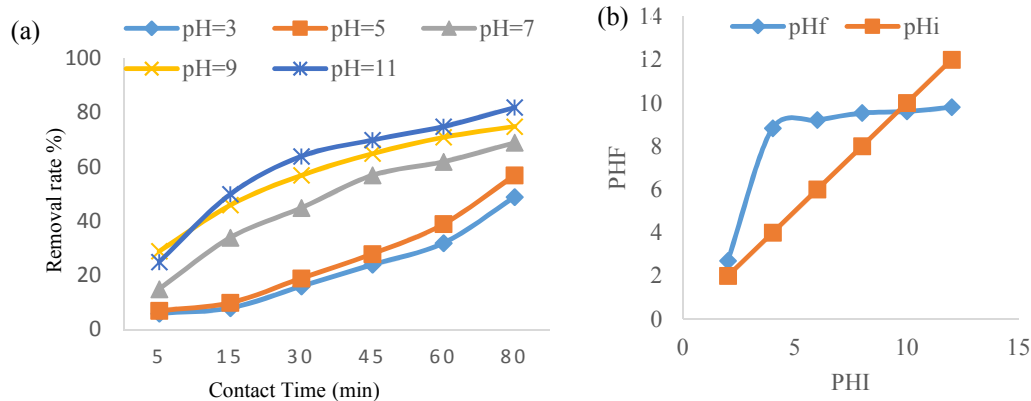 (a)
pH=3 pH=5 pH=7
pH=9 pH=11
Removal rate %)
100
80
60
40
20
0
5 15 30 45 60 80
Contact Time (min)
(b)
pHf pHi
PHF
14
12
10
8
6
4
2
0
0 5 10 15
PHI